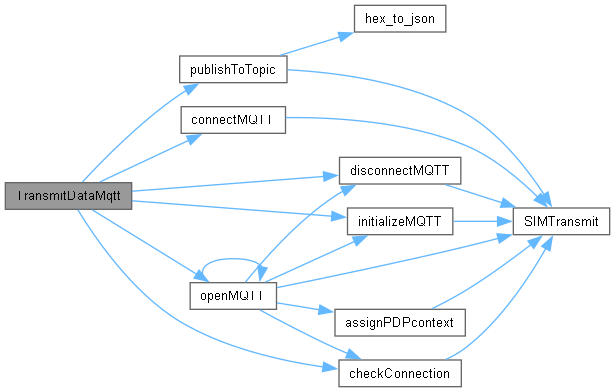 hex_to_json
publishToTopic
connectMQTT
disconnectMQTT
TransmitDataMqtt
initializeMQTT
SIMTransmit
openMQTT
assignPDPcontext
checkConnection